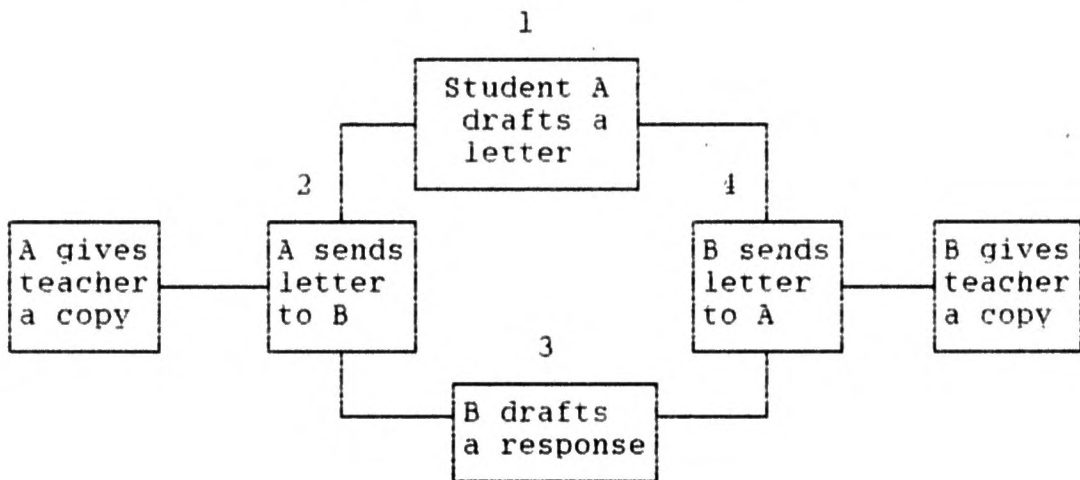 1
Student A
drafts a
letter
2
4
A gives
teacher
a copy
A sends
letter
to B
B sends
letter
to A
B gives
teacher
a copy
3
B drafts
a response